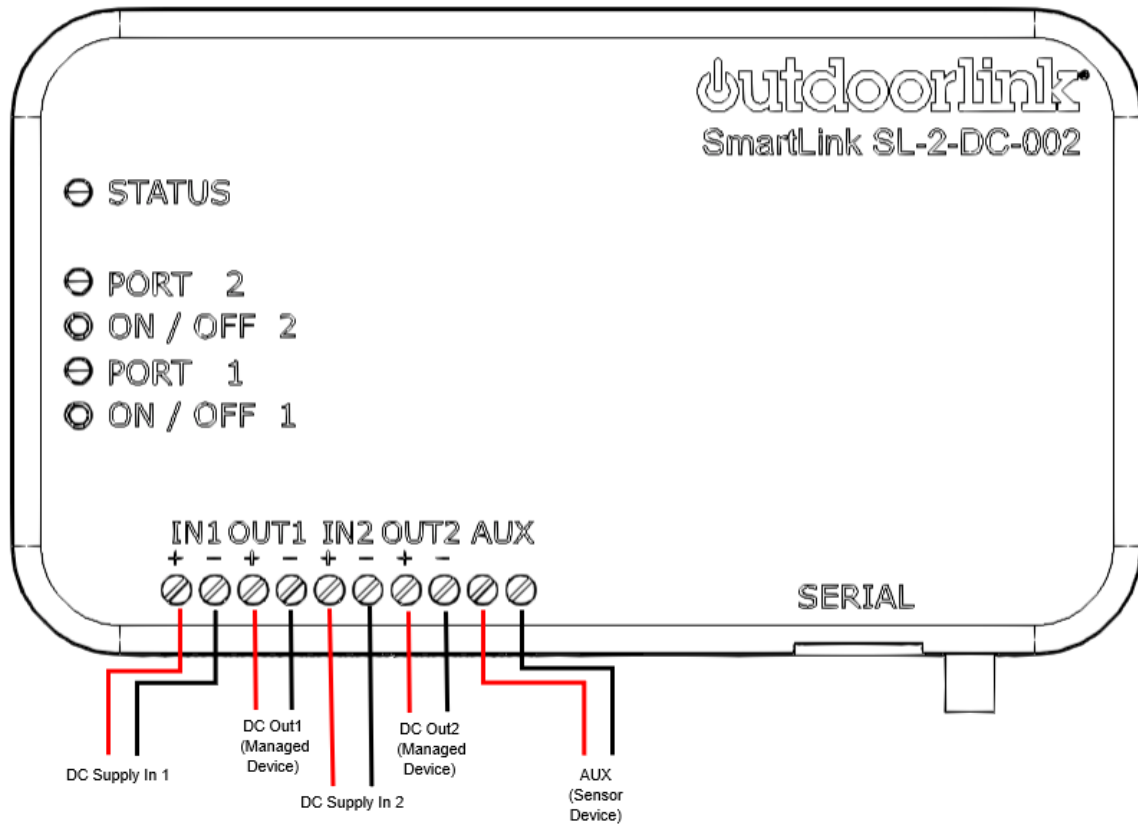 outdoorlink®
SmartLink SL-2-DC-002
STATUS
PORT 2
ON / OFF 2
PORT 1
ON / OFF 1
IN1 OUT1 IN2 OUT2 AUX
+ - + - + - + -
SERIAL
DC Supply In 1
DC Out1
(Managed
Device)
DC Supply In 2
DC Out2
(Managed
Device)
AUX
(Sensor
Device)